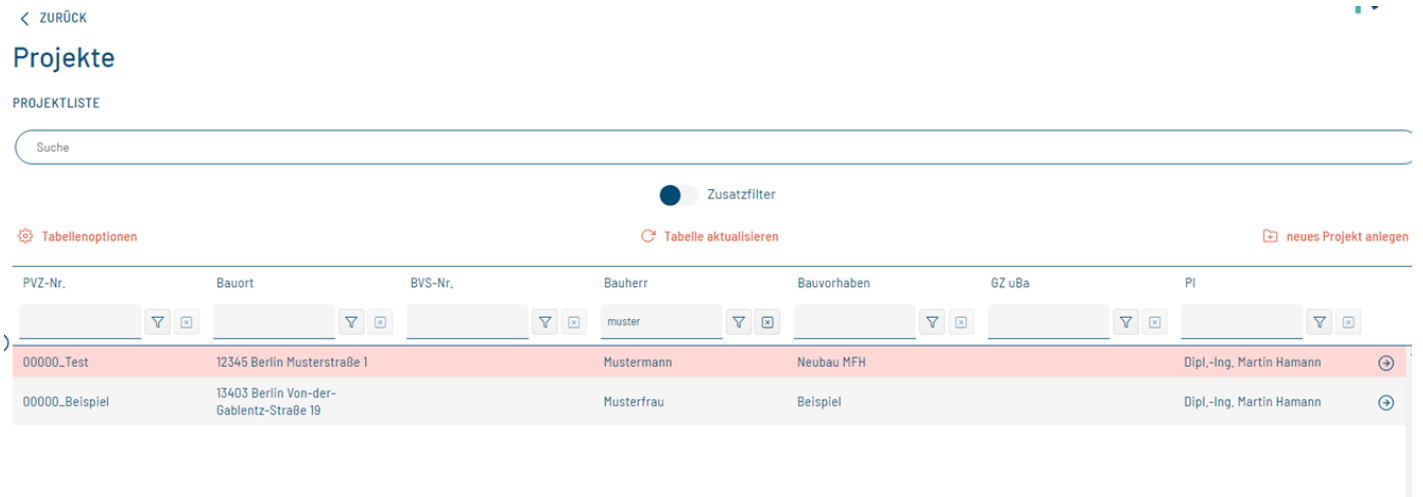 ZURÜCK
Projekte
PROJEKTLISTE
Suche
Zusatzfilter
Tabellenoptionen
Tabelle aktualisieren
neues Projekt anlegen
PVZ-Nr. Bauort BVS-Nr. Bauherr Bauvorhaben GZ uBa PI
muster
00000_Test 12345 Berlin Musterstraße 1 Mustermann Neubau MFH Dipl.-Ing. Martin Hamann
00000_Beispiel 13403 Berlin Von-der-
Gablentz-Straße 19 Musterfrau Beispiel Dipl.-Ing. Martin Hamann